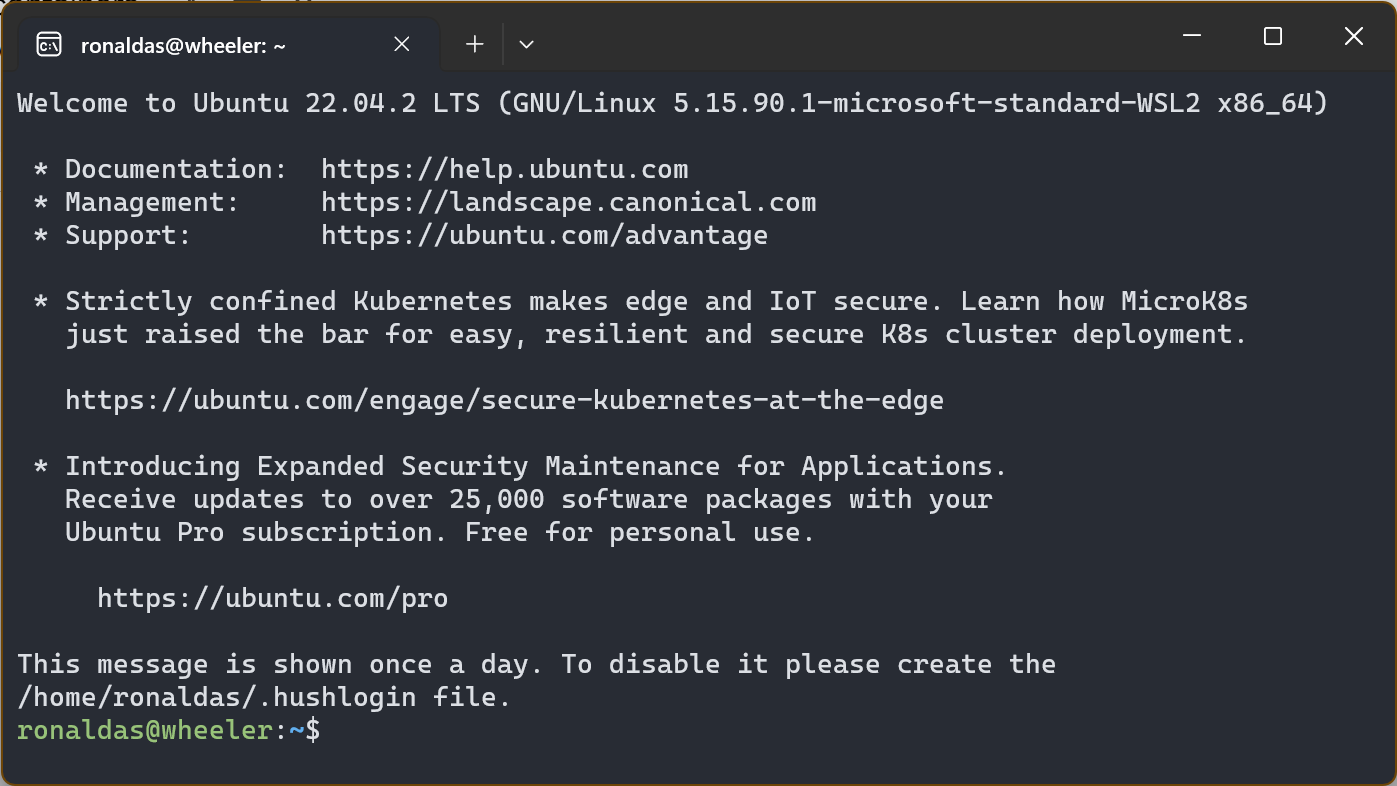 ronaldas@wheeler: ~
Welcome to Ubuntu 22.04.2 LTS (GNU/Linux 5.15.90.1-microsoft-standard-WSL2 x86_64)
* Documentation:  https://help.ubuntu.com
* Management:     https://landscape.canonical.com
* Support:        https://ubuntu.com/advantage
* Strictly confined Kubernetes makes edge and IoT secure. Learn how MicroK8s
just raised the bar for easy, resilient and secure K8s cluster deployment.
https://ubuntu.com/engage/secure-kubernetes-at-the-edge
* Introducing Expanded Security Maintenance for Applications.
Receive updates to over 25,000 software packages with your
Ubuntu Pro subscription. Free for personal use.
https://ubuntu.com/pro
This message is shown once a day. To disable it please create the
/home/ronaldas/.hushlogin file.
ronaldas@wheeler:~$